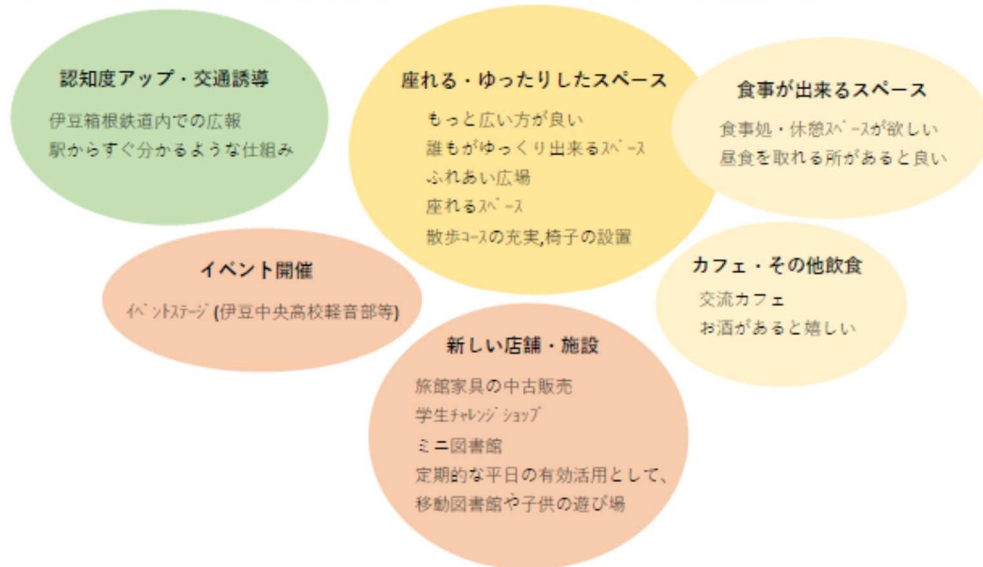 認知度アップ・交通誘導
伊豆箱根鉄道内での広報
駅からすぐ分かるような仕組み
座れる・ゆったりしたスペース
もっと広い方が良い
誰もがゆっくり出来るｽﾍﾟｰｽ
ふれあい広場
座れるｽﾍﾟｰｽ
散歩ｺｰｽの充実,椅子の設置
食事が出来るスペース
食事処・休憩ｽﾍﾟｰｽが欲しい
昼食を取れる所があると良い
イベント開催
ｲﾍﾞﾝﾄｽﾃｰｼﾞ(伊豆中央高校軽音部等)
カフェ・その他飲食
交流カフェ
お酒があると嬉しい
新しい店舗・施設
旅館家具の中古販売
学生ﾁｬﾚﾝｼﾞｼｮｯﾌﾟ
ミニ図書館
定期的な平日の有効活用として、
移動図書館や子供の遊び場